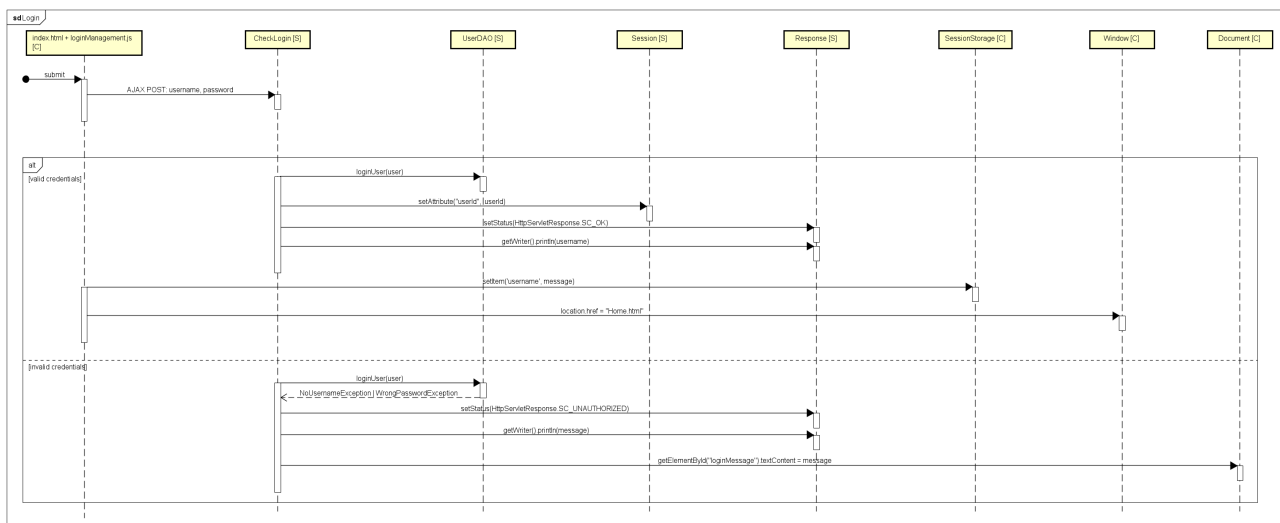 sd Login
index.html + loginManagement.js
[C]
CheckLogin [S]
UserDAO [S]
Session [S]
Response [S]
SessionStorage [C]
Window [C]
Document [C]
submit
AJAX POST: username, password
alt
[valid credentials]
loginUser(user)
setAttribute("userId", userId)
setStatus(HttpServletResponse.SC_OK)
getWriter().println(username)
setItem('username', message)
location.href = "Home.html"
[invalid credentials]
loginUser(user)
NoUsernameException | WrongPasswordException
setStatus(HttpServletResponse.SC_UNAUTHORIZED)
getWriter().println(message)
getElementById("loginMessage").textContent = message